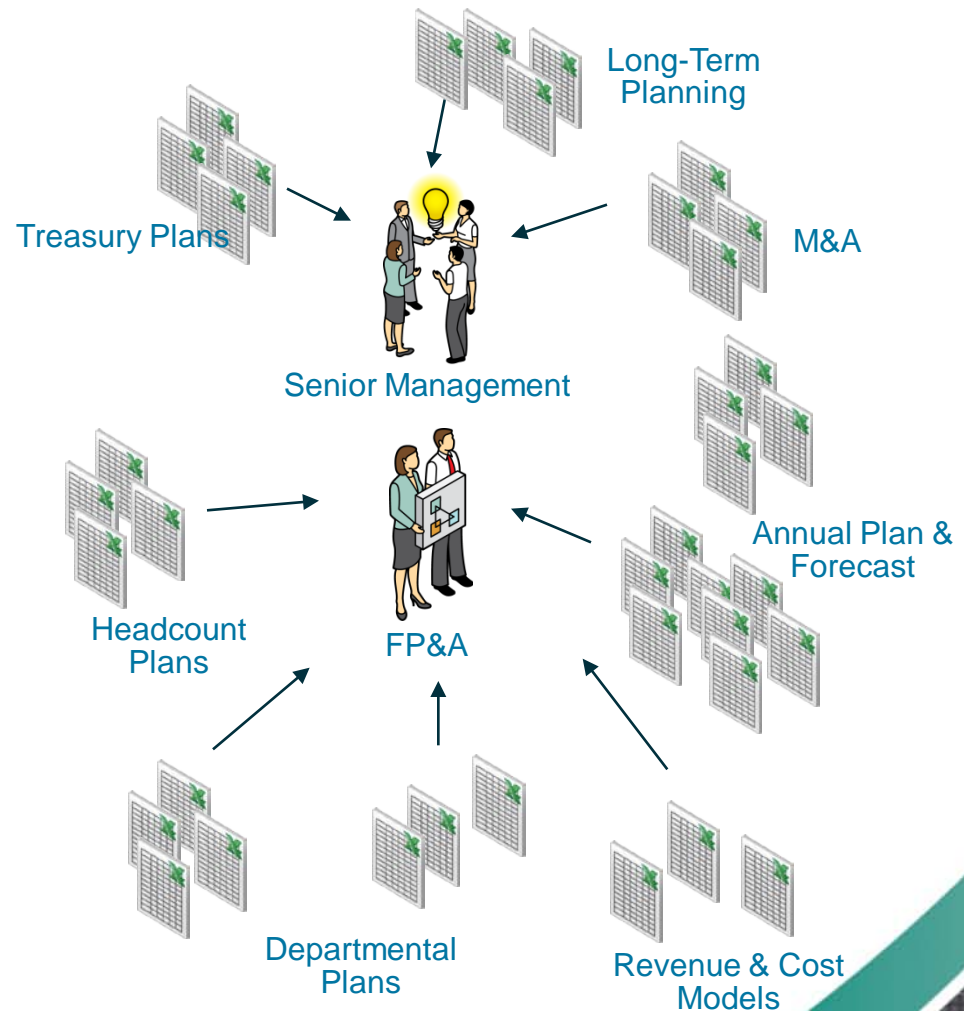 Long-Term
Planning
Treasury Plans
M&A
Senior Management
Annual Plan &
Forecast
Headcount
Plans
FP&A
Departmental
Plans
Revenue & Cost
Models